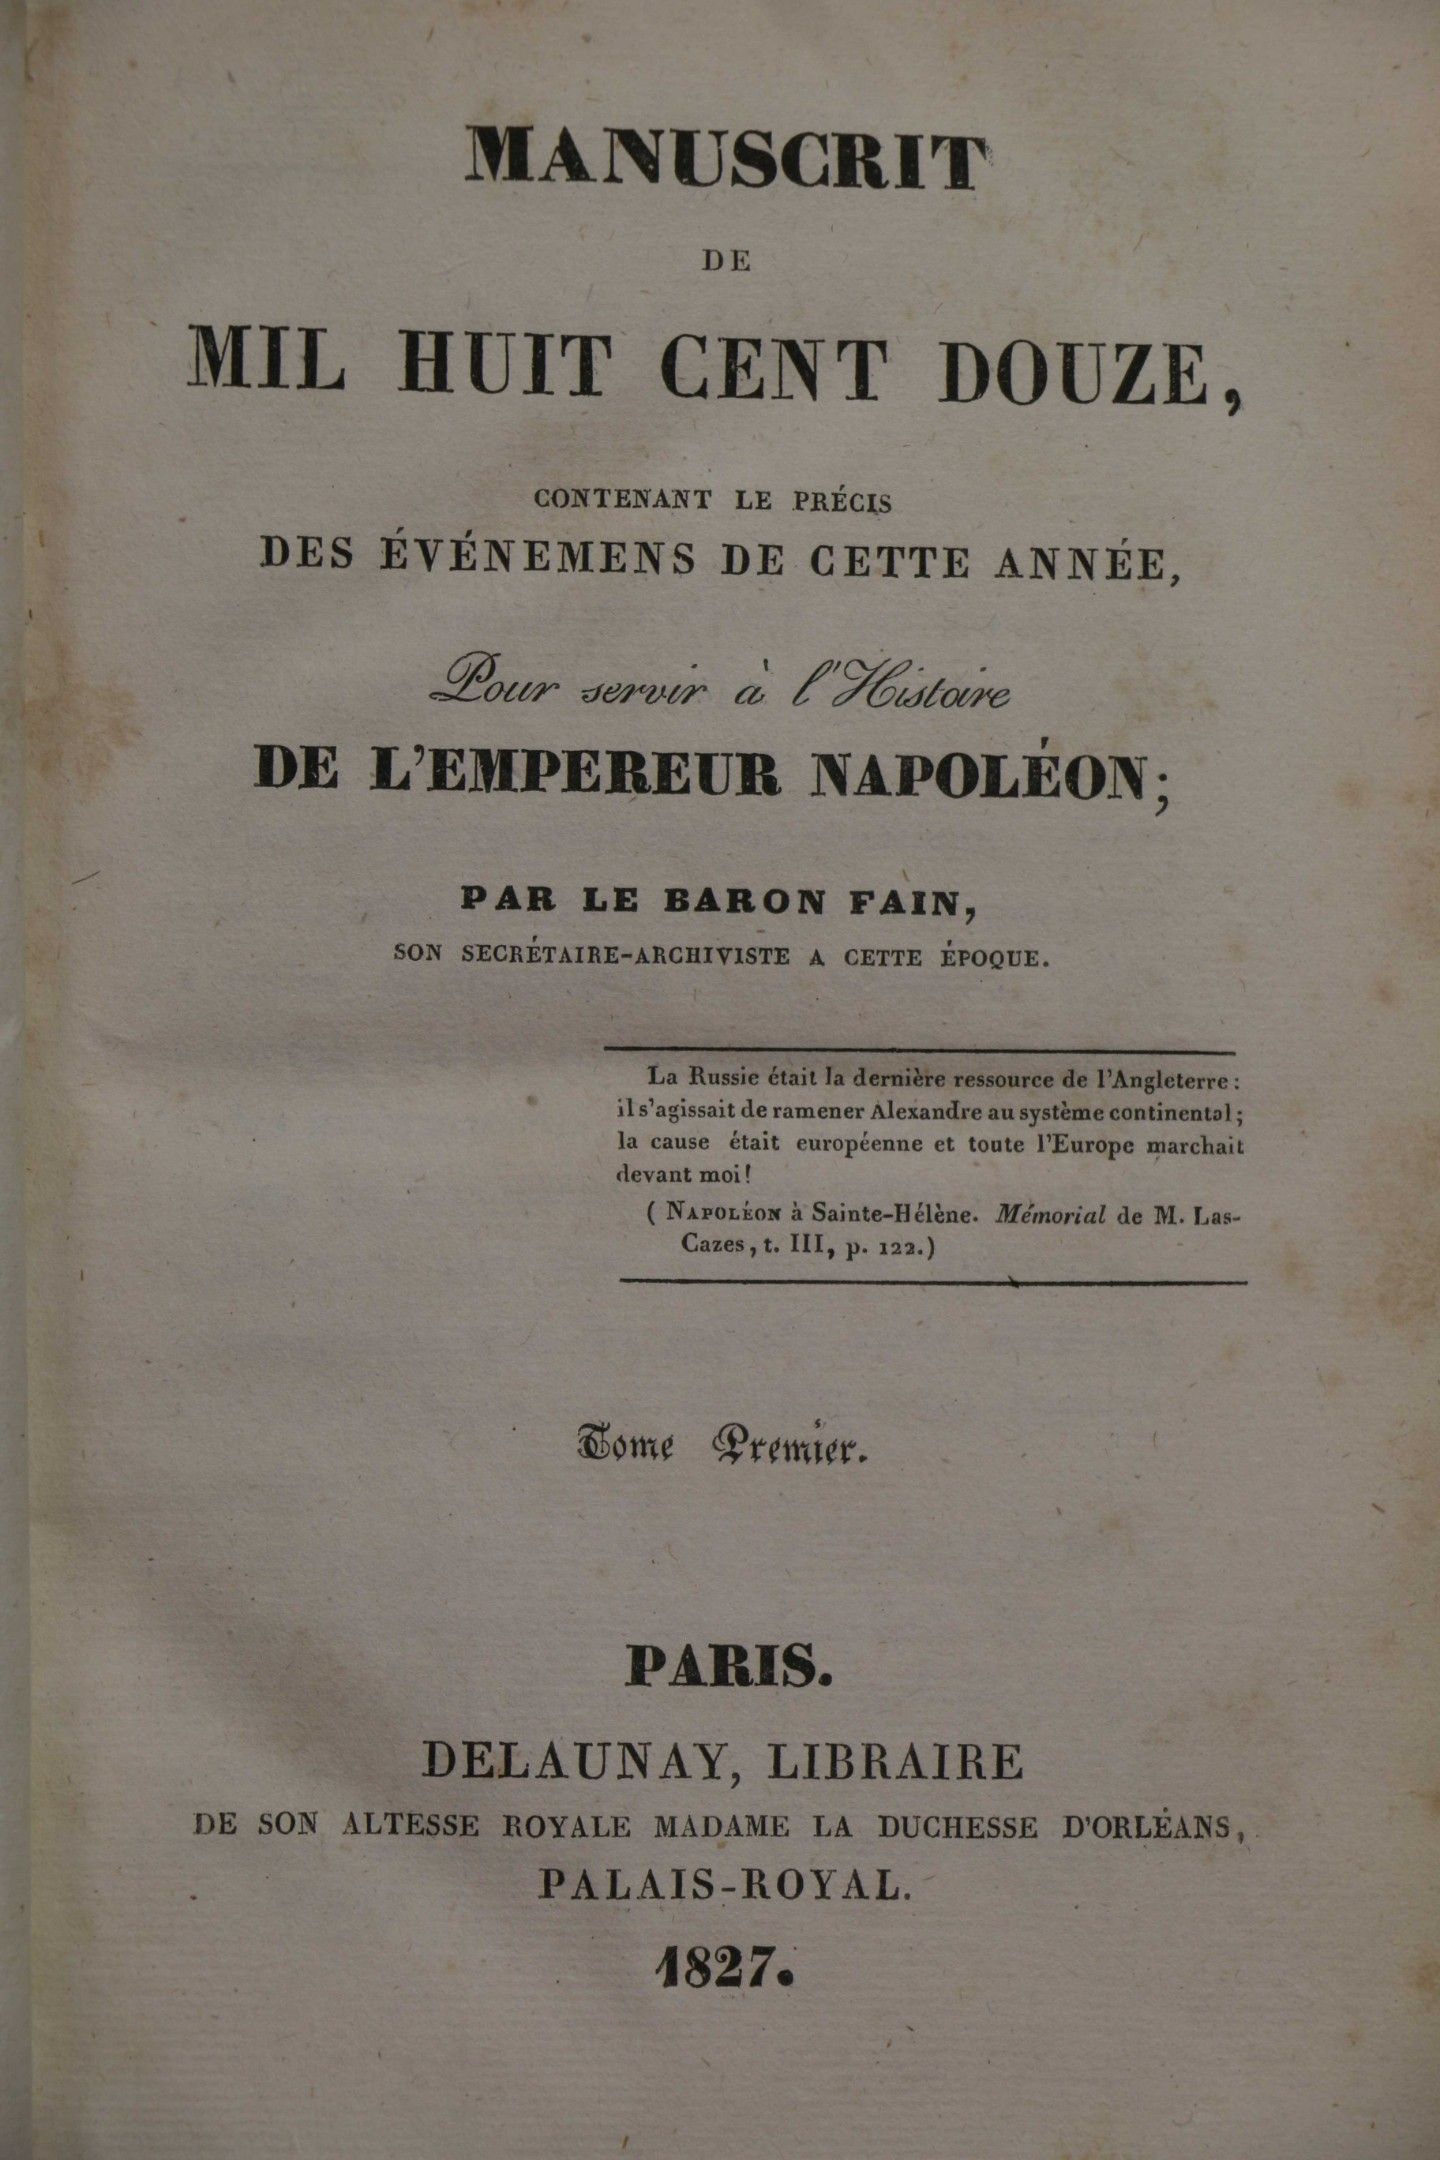 MANUSCRIT
DE
MIL HUIT CENT DOUZE,
CONTENANT LE PRÉCIS
DES ÉVÉNEMENS DE CETTE ANNÉE,
Pour servir à l'Histoire
DE L'EMPEREUR NAPOLÉON;
PAR LE BARON FAIN,
SON SECRÉTAIRE-ARCHIVISTE A CETTE ÉPOQUE.
La Russie était la dernière ressource de l'Angleterre :
il s'agissait de ramener Alexandre au système continental ;
la cause était européenne et toute l'Europe marchait
devant moi!
( NAPOLÉON à Sainte-Hélène. Mémorial de M. Las-
Cazes, t. III, p. 122.)
Tome Premier.
PARIS.
DELAUNAY, LIBRAIRE
DE SON ALTESSE ROYALE MADAME LA DUCHESSE D'ORLÉANS,
PALAIS-ROYAL.
1827.